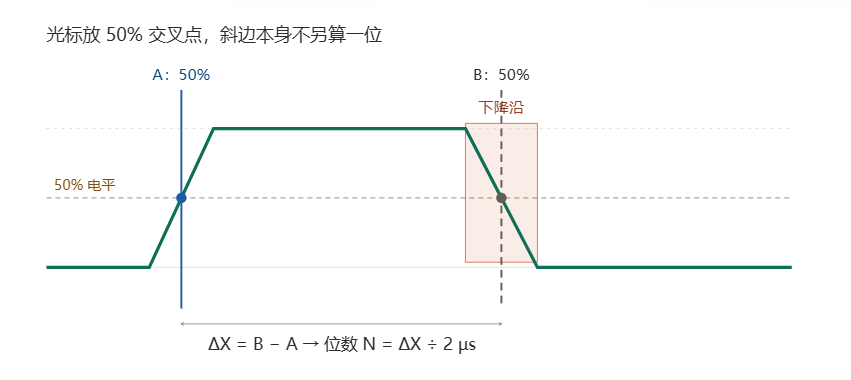 光标放 50% 交叉点，斜边本身不另算一位
A：50%
B：50%
下降沿
50% 电平
ΔX = B − A → 位数 N = ΔX ÷ 2 μs